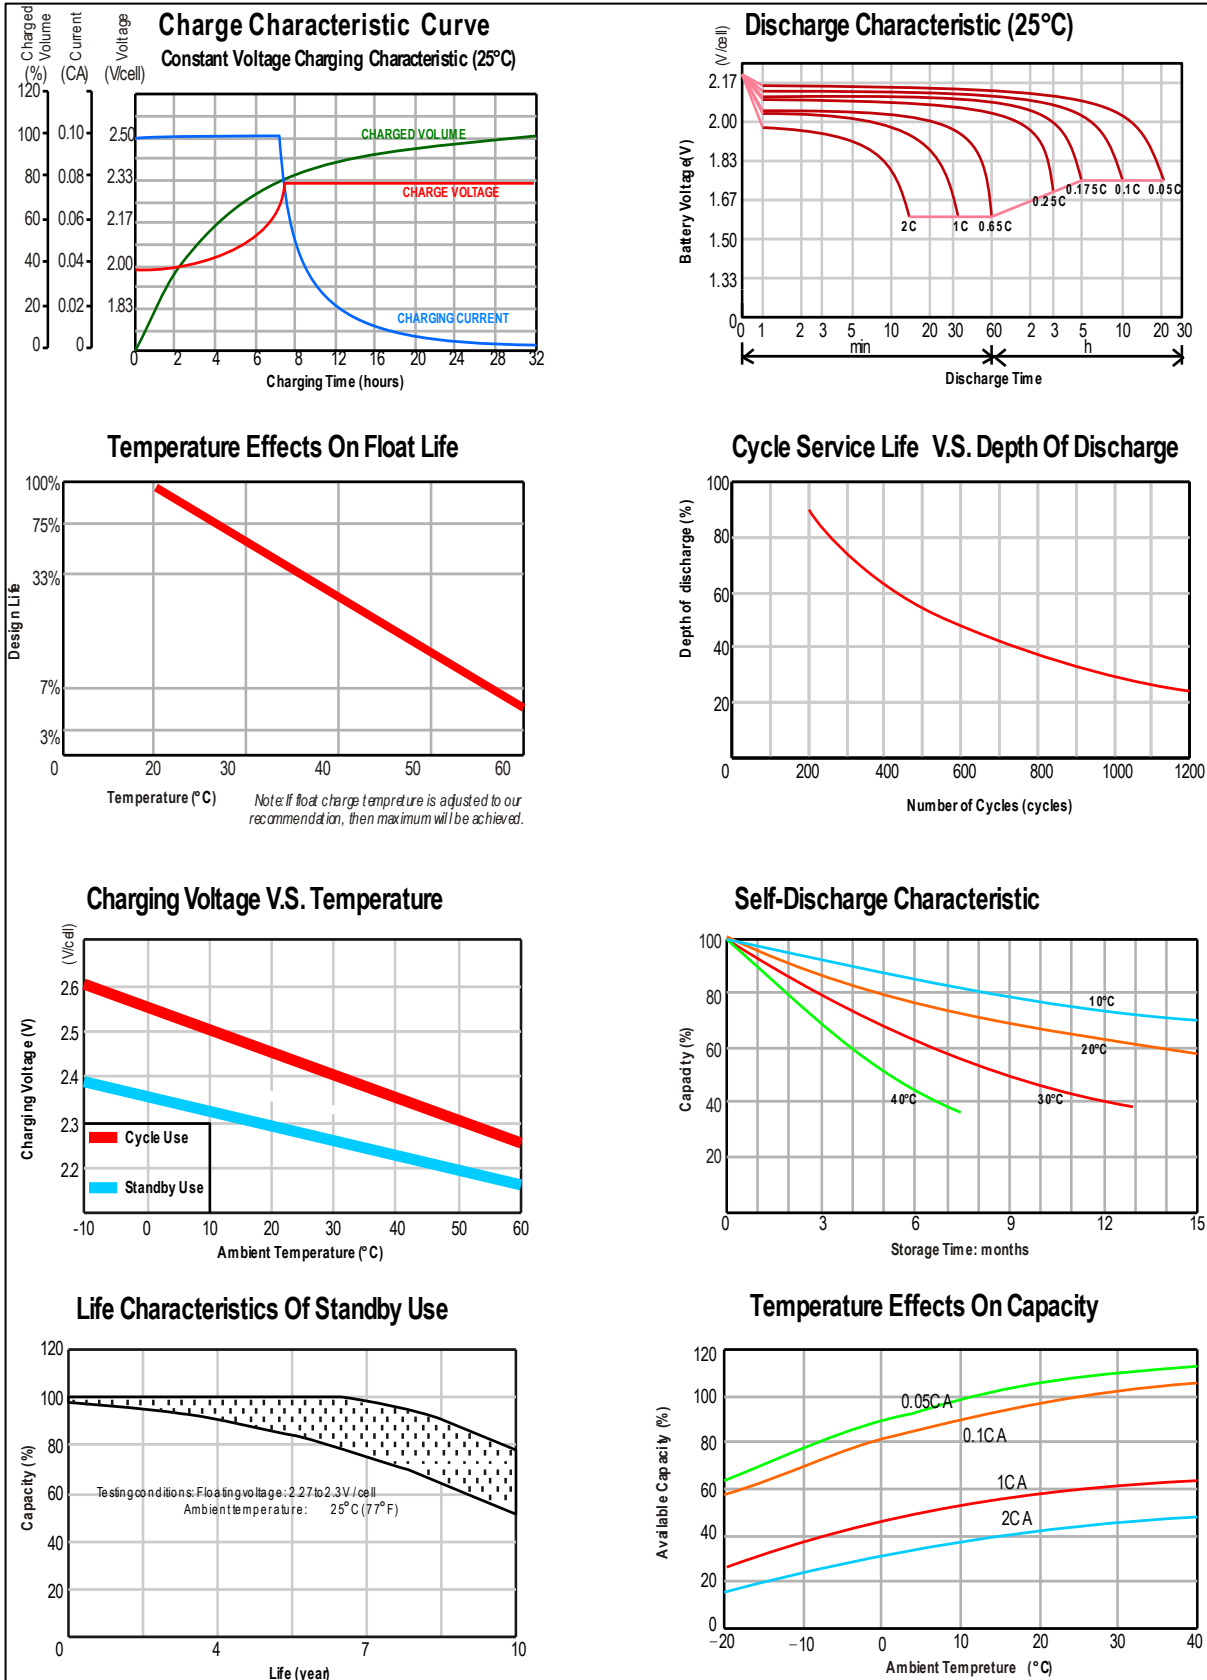 Charge Characteristic Curve
Constant Voltage Charging Characteristic (25°C)
Charged Volume
(%)
Current
(CA)
Voltage
(V/cell)
120
100
80
60
40
20
0
0.10
0.08
0.06
0.04
0.02
0
2.50
2.33
2.17
2.00
1.83
CHARGED VOLUME
CHARGE VOLTAGE
CHARGING CURRENT
0 2 4 6 8 12 16 20 24 28 32
Charging Time (hours)
Discharge Characteristic (25°C)
(V/cell)
Battery Voltage(V)
2.17
2.00
1.83
1.67
1.50
1.33
0
2C 1C 0.65C 0.25C 0.175C 0.1C 0.05C
0 1 2 3 5 10 20 30 60 2 3 5 10 20 30
min h
Discharge Time
Temperature Effects On Float Life
Design Life
100%
75%
33%
7%
3%
0 20 30 40 50 60
Temperature (°C)
Note: If float charge tempreture is adjusted to our
recommendation, then maximum will be achieved.
Cycle Service Life V.S. Depth Of Discharge
Depth of discharge (%)
100
80
60
40
20
0 200 400 600 800 1000 1200
Number of Cycles (cycles)
Charging Voltage V.S. Temperature
(V/cell)
Charging Voltage (V)
2.6
2.5
2.4
2.3
2.2
Cycle Use
Standby Use
-10 0 10 20 30 40 50 60
Ambient Temperature (°C)
Self-Discharge Characteristic
Capacity (%)
100
80
60
40
20
10°C
20°C
30°C
40°C
0 3 6 9 12 15
Storage Time: months
Life Characteristics Of Standby Use
Capacity (%)
120
100
80
60
40
20
Testing conditions: Floating voltage: 2.27 to 2.3V / cell
Ambient temperature: 25°C (77°F)
0 4 7 10
Life (year)
Temperature Effects On Capacity
Available Capacity (%)
120
100
80
60
40
20
0
0.05CA
0.1CA
1CA
2CA
-20 -10 0 10 20 30 40
Ambient Tempreture (°C)